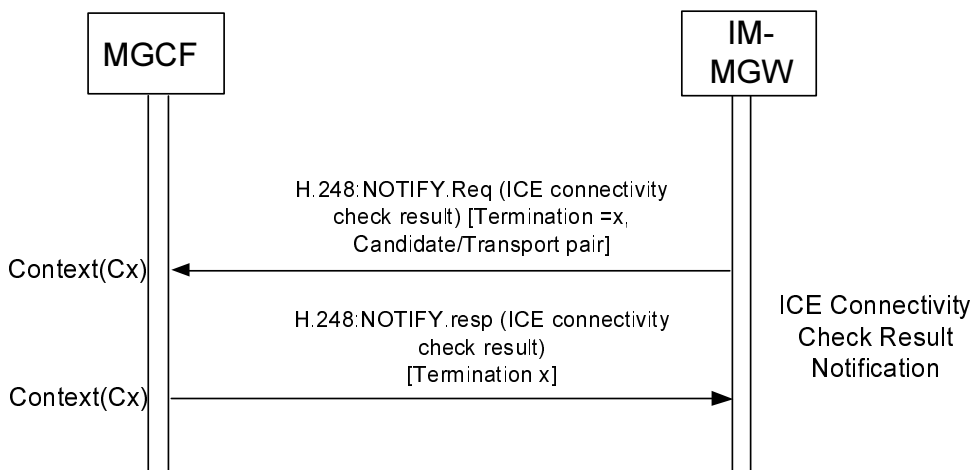 MGCF
IM-
MGW
H.248:NOTIFY.Req (ICE connectivity
check result) [Termination =x,
Candidate/Transport pair]
Context(Cx)
H.248:NOTIFY.resp (ICE connectivity
check result)
[Termination x]
ICE Connectivity
Check Result
Notification
Context(Cx)